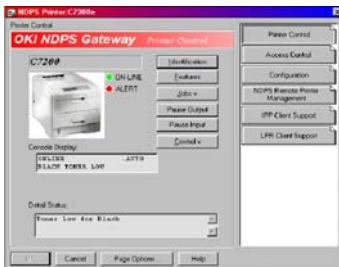 NDPS Printer C7200n
Printer Control
OKI NDPS Gateway Printer Control
C7200
ON-LINE
ALERT
Identification
Features
Jobs
Pause Output
Pause Input
Control
Console Display:
ONLINE .AUTO
BLACK TONER LOW
Detail Status:
Toner low for Black
Cancel
Page Options...
Help
Printer Control
Access Control
Configuration
NDPS Remote Printer
Management
IPP Client Support
LPR Client Support